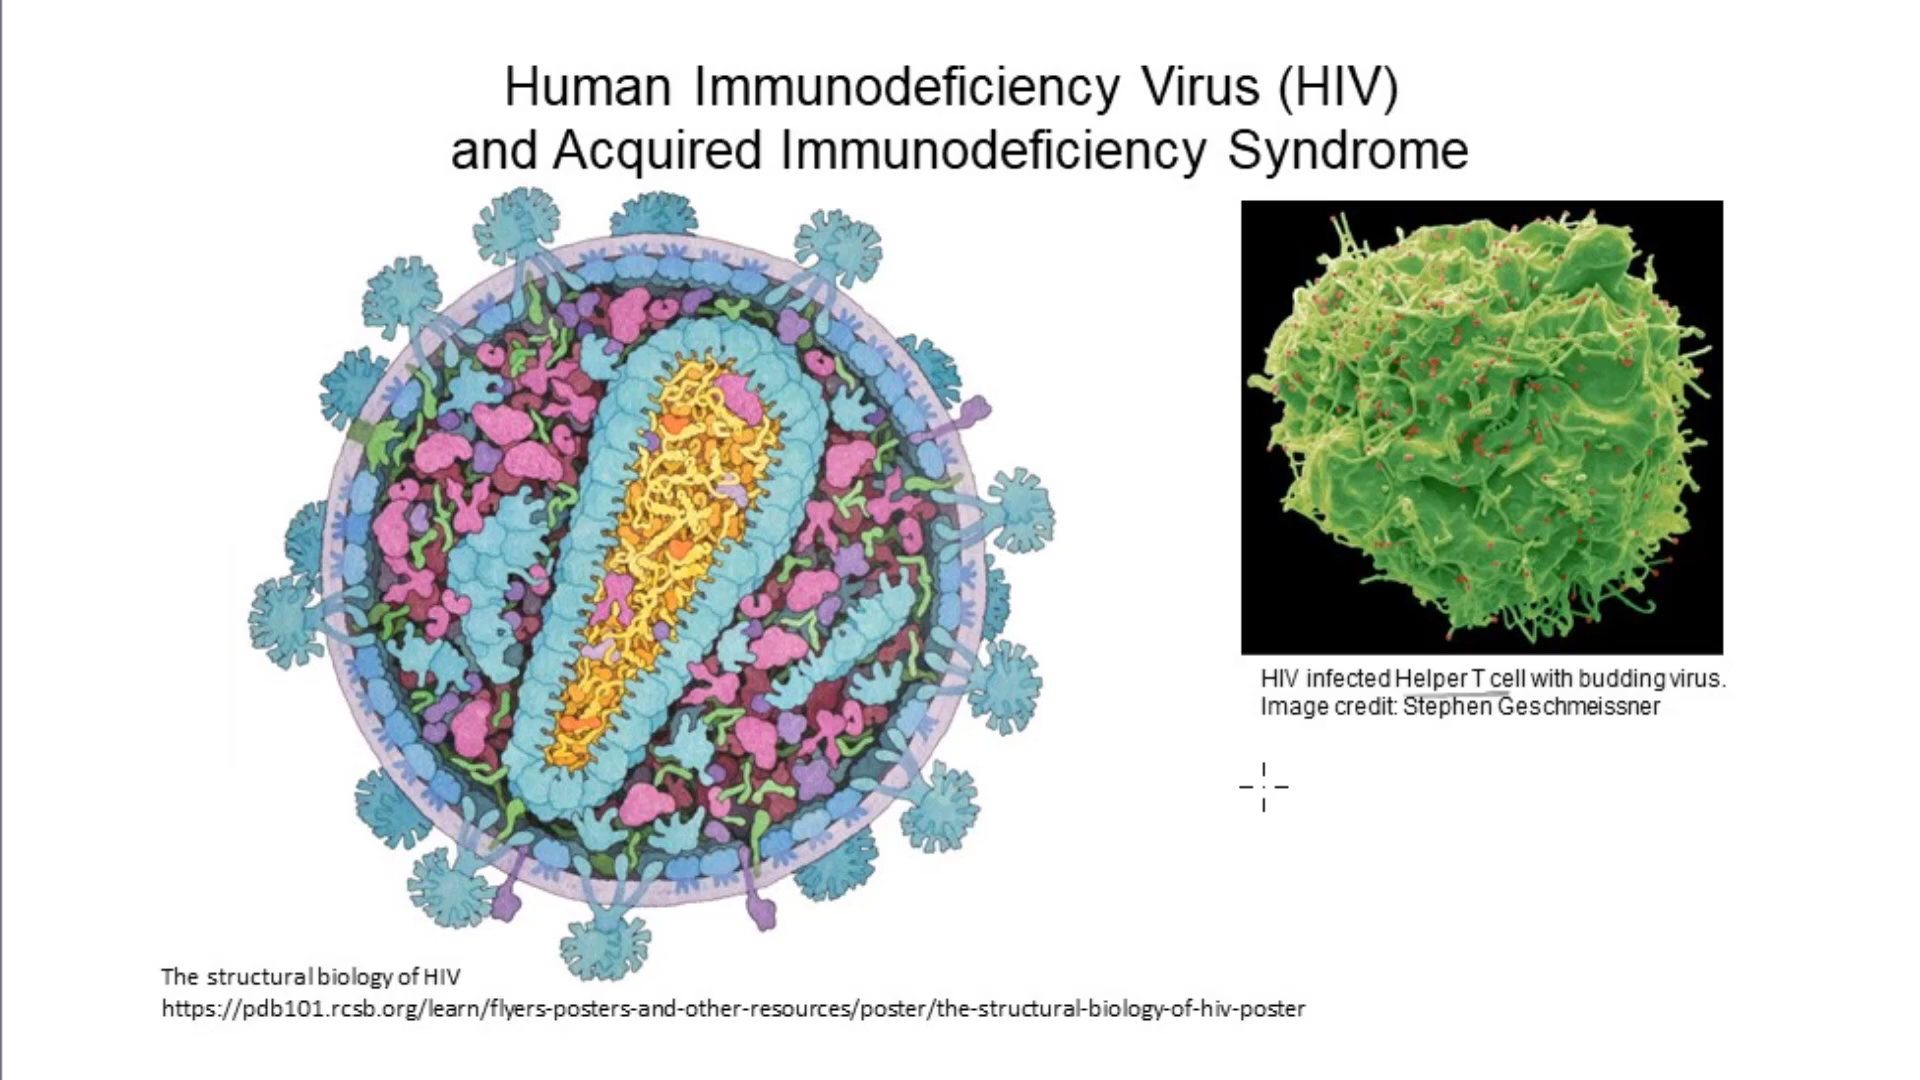 Human Immunodeficiency Virus (HIV)
and Acquired Immunodeficiency Syndrome
HIV infected Helper T cell with budding virus.
Image credit: Stephen Geschmeissner
The structural biology of HIV
https://pdb101.rcsb.org/learn/flyers-posters-and-other-resources/poster/the-structural-biology-of-hiv-poster